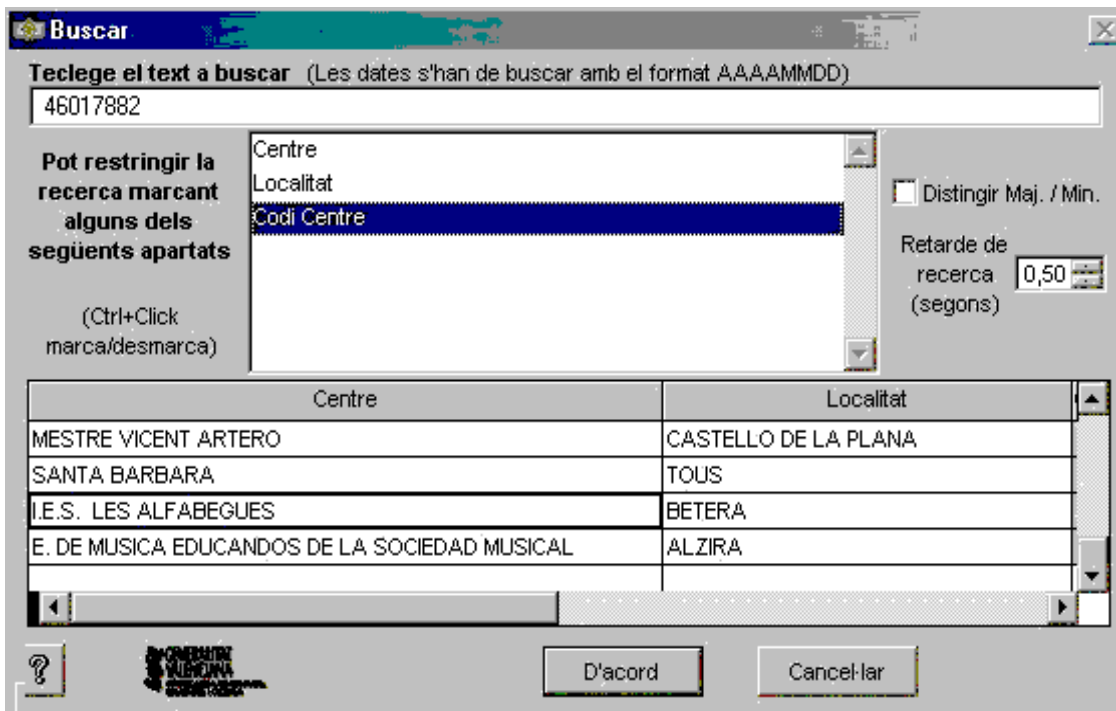 Buscar
Teclege el text a buscar (Les dates s'han de buscar amb el format AAAAMMDD)
46017882
Pot restringir la
recerca marcant
alguns dels
següents apartats
(Ctrl+Click
marca/desmarca)
Centre
Localitat
Codi Centre
Distingir Maj. / Min.
Retarde de
recerca 0,50
(segons)
Centre Localitat
MESTRE VICENT ARTERO CASTELLO DE LA PLANA
SANTA BARBARA TOUS
I.E.S. LES ALFABEGUES BETERA
E. DE MUSICA EDUCANDOS DE LA SOCIEDAD MUSICAL ALZIRA
?
GENERALITAT
VALENCIANA
D'acord Cancel·lar